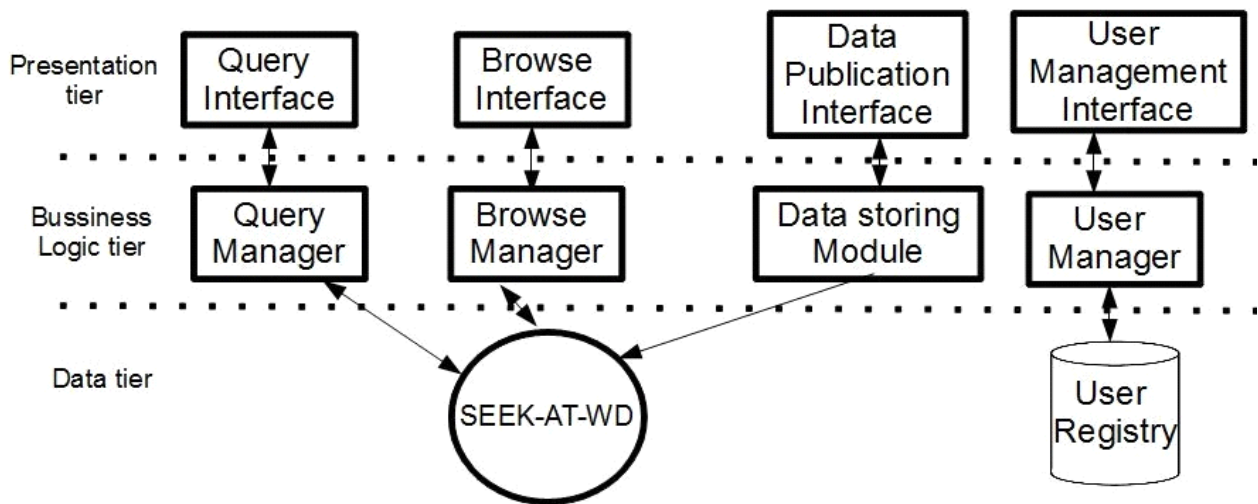 Presentation
tier
Query
Interface
Browse
Interface
Data
Publication
Interface
User
Management
Interface
Bussiness
Logic tier
Query
Manager
Browse
Manager
Data storing
Module
User
Manager
Data tier
SEEK-AT-WD
User
Registry